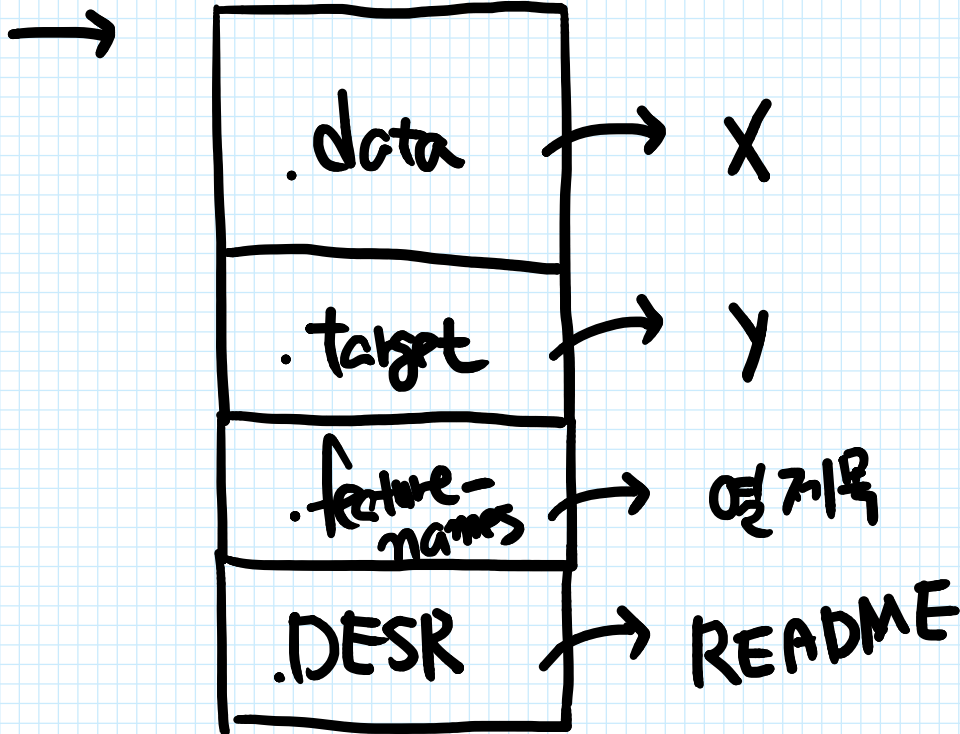 .data → X
.target → y
.feature_names → 열 제목
.DESR → README